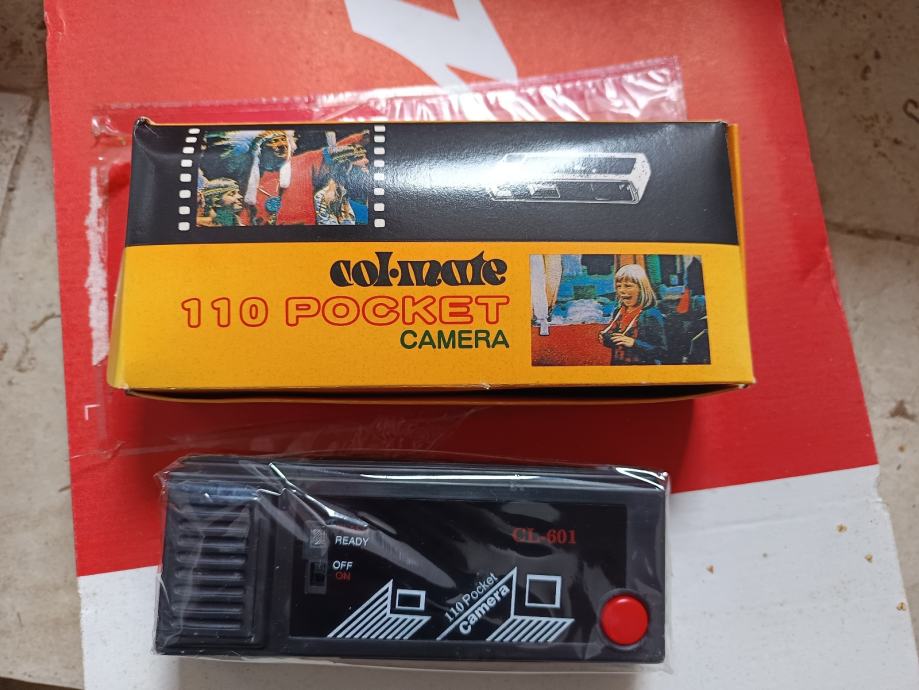 col·mate
110 POCKET
CAMERA
READY
CL-601
OFF
ON
110 Pocket
Camera